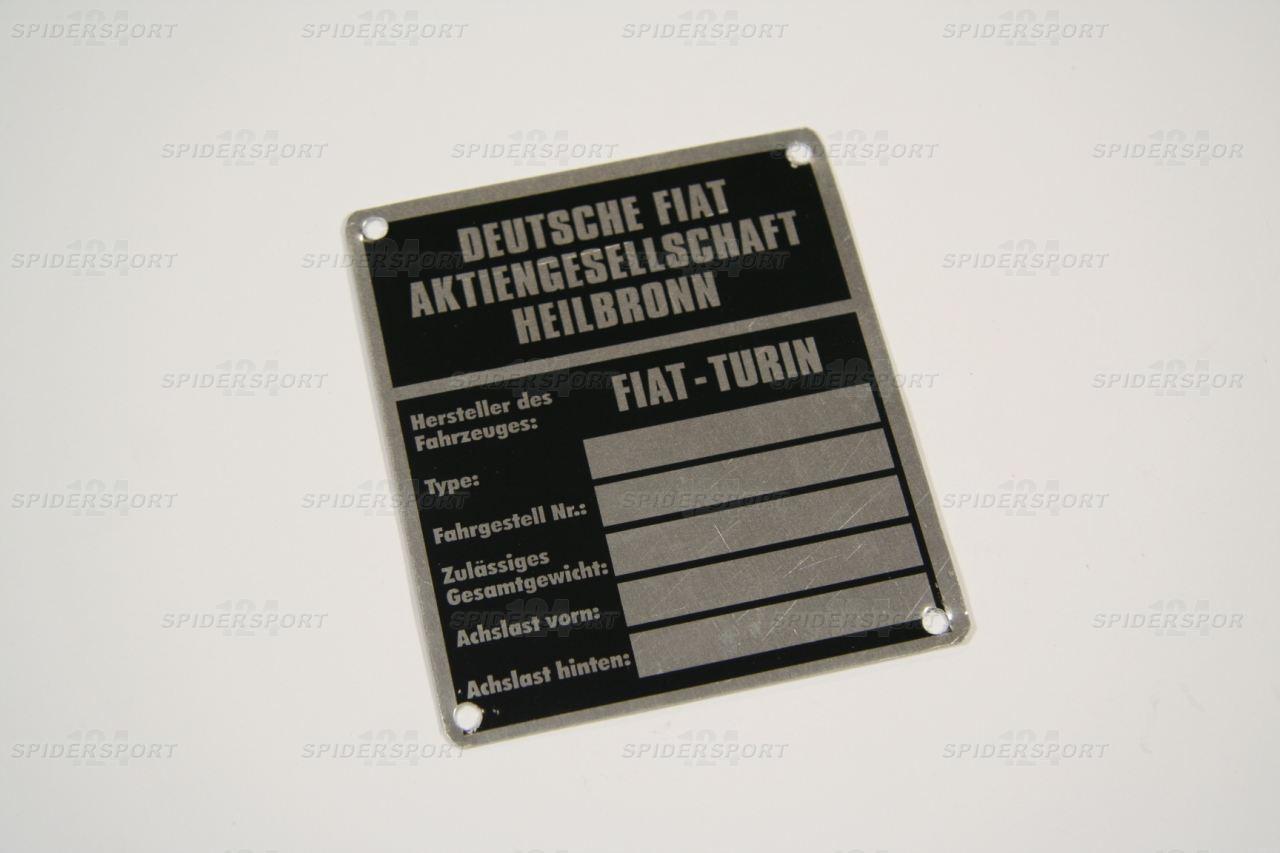 DEUTSCHE FIAT
AKTIENGESELLSCHAFT
HEILBRONN
Hersteller des
Fahrzeuges:
FIAT-TURIN
Type:
Fahrgestell Nr.:
Zulässiges
Gesamtgewicht:
Achslast vorn:
Achslast hinten:
124
SPIDERSPORT